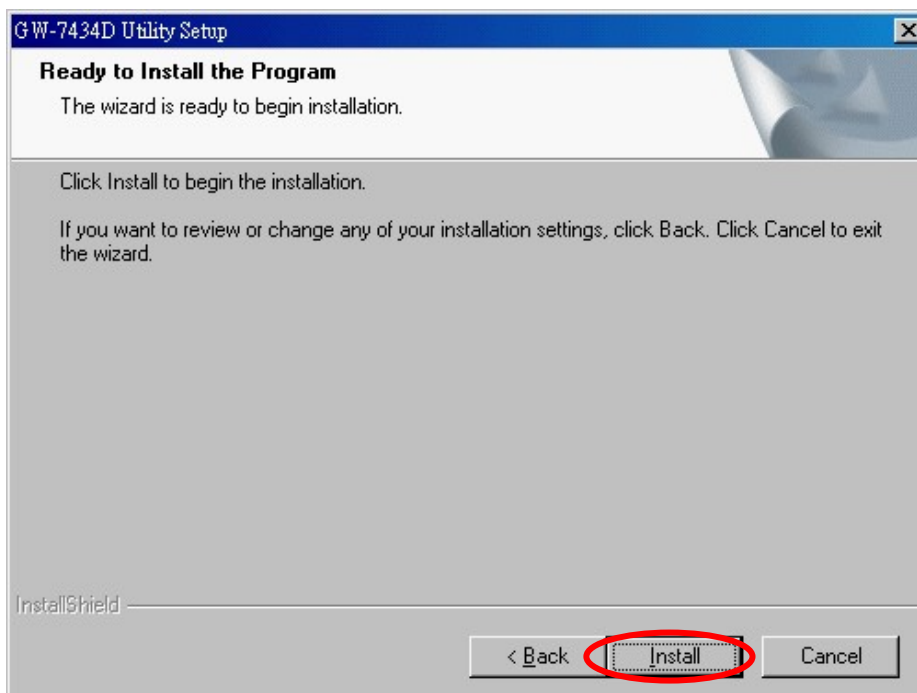 GW-7434D Utility Setup
Ready to Install the Program
The wizard is ready to begin installation.
Click Install to begin the installation.
If you want to review or change any of your installation settings, click Back. Click Cancel to exit
the wizard.
InstallShield
< Back
Install
Cancel